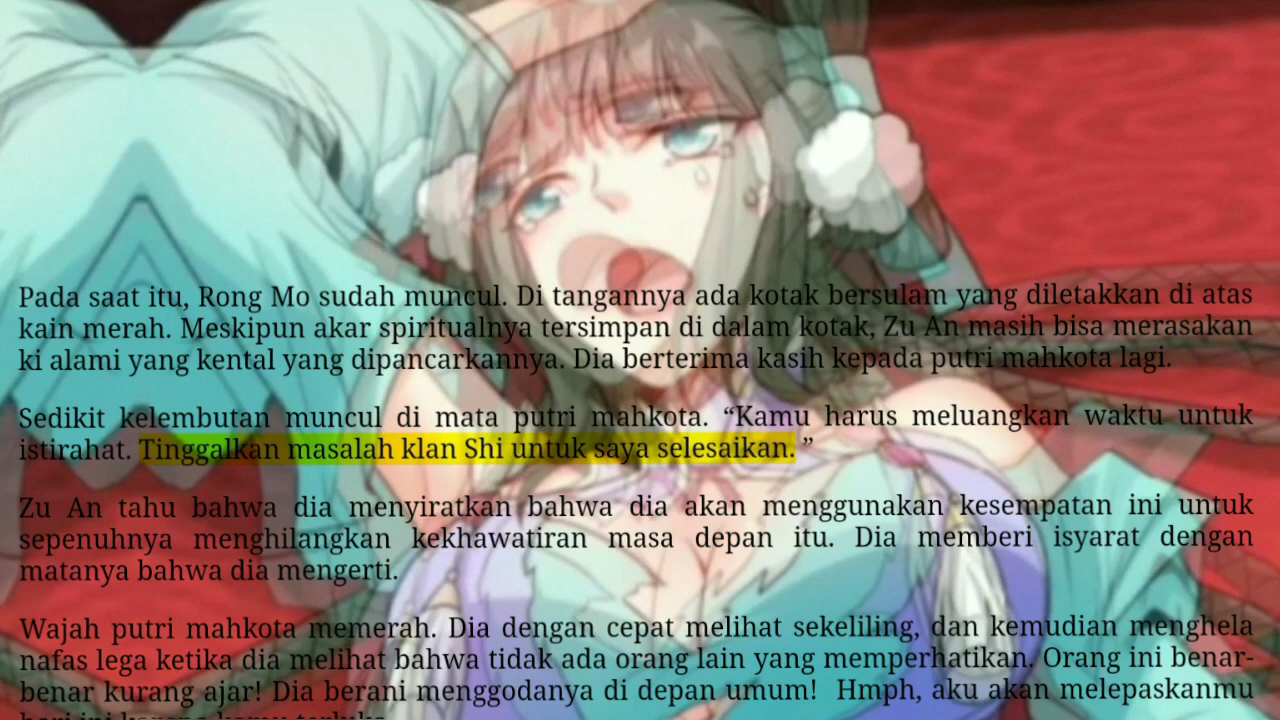 Pada saat itu, Rong Mo sudah muncul. Di tangannya ada kotak bersulam yang diletakkan di atas
kain merah. Meskipun akar spiritualnya tersimpan di dalam kotak, Zu An masih bisa merasakan
ki alami yang kental yang dipancarkannya. Dia berterima kasih kepada putri mahkota lagi.
Sedikit kelembutan muncul di mata putri mahkota. “Kamu harus meluangkan waktu untuk
istirahat. Tinggalkan masalah klan Shi untuk saya selesaikan. ”
Zu An tahu bahwa dia menyiratkan bahwa dia akan menggunakan kesempatan ini untuk
sepenuhnya menghilangkan kekhawatiran masa depan itu. Dia memberi isyarat dengan
matanya bahwa dia mengerti.
Wajah putri mahkota memerah. Dia dengan cepat melihat sekeliling, dan kemudian menghela
nafas lega ketika dia melihat bahwa tidak ada orang lain yang memperhatikan. Orang ini benar-
benar kurang ajar! Dia berani menggodanya di depan umum! Hmph, aku akan melepaskanmu
hari ini karena kamu terluka.